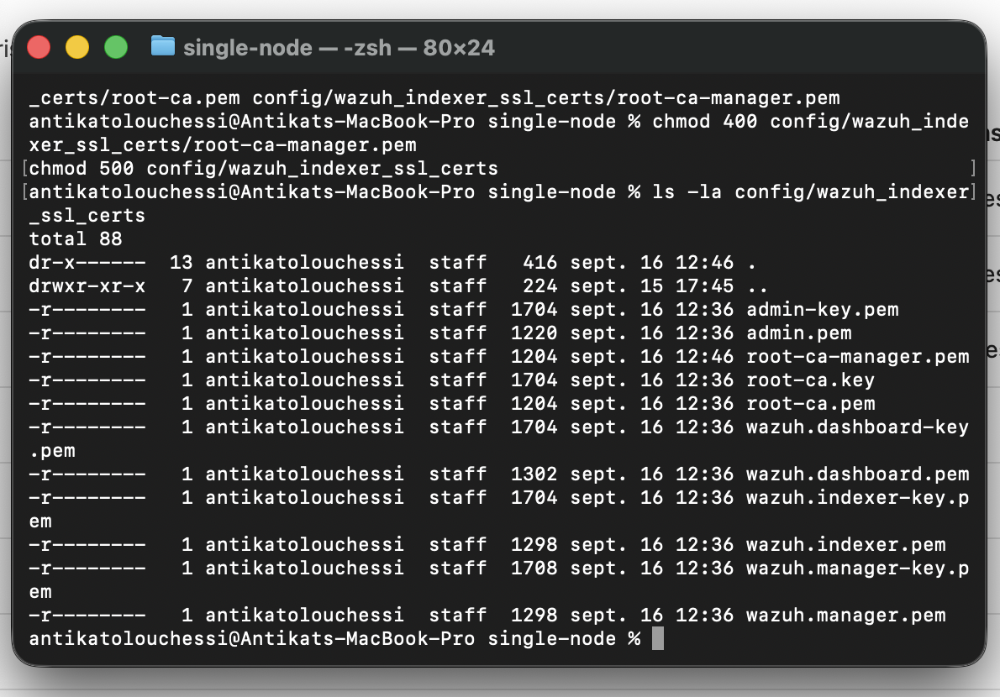 single-node — -zsh — 80×24
_certs/root-ca.pem config/wazuh_indexer_ssl_certs/root-ca-manager.pem
antikatolouchessi@Antikats-MacBook-Pro single-node % chmod 400 config/wazuh_inde
xer_ssl_certs/root-ca-manager.pem
[chmod 500 config/wazuh_indexer_ssl_certs ]
[antikatolouchessi@Antikats-MacBook-Pro single-node % ls -la config/wazuh_indexer]
_ssl_certs
total 88
dr-x------  13 antikatolouchessi  staff   416 sept. 16 12:46 .
drwxr-xr-x   7 antikatolouchessi  staff   224 sept. 15 17:45 ..
-r--------   1 antikatolouchessi  staff  1704 sept. 16 12:36 admin-key.pem
-r--------   1 antikatolouchessi  staff  1220 sept. 16 12:36 admin.pem
-r--------   1 antikatolouchessi  staff  1204 sept. 16 12:46 root-ca-manager.pem
-r--------   1 antikatolouchessi  staff  1704 sept. 16 12:36 root-ca.key
-r--------   1 antikatolouchessi  staff  1204 sept. 16 12:36 root-ca.pem
-r--------   1 antikatolouchessi  staff  1704 sept. 16 12:36 wazuh.dashboard-key
.pem
-r--------   1 antikatolouchessi  staff  1302 sept. 16 12:36 wazuh.dashboard.pem
-r--------   1 antikatolouchessi  staff  1704 sept. 16 12:36 wazuh.indexer-key.p
em
-r--------   1 antikatolouchessi  staff  1298 sept. 16 12:36 wazuh.indexer.pem
-r--------   1 antikatolouchessi  staff  1708 sept. 16 12:36 wazuh.manager-key.p
em
-r--------   1 antikatolouchessi  staff  1298 sept. 16 12:36 wazuh.manager.pem
antikatolouchessi@Antikats-MacBook-Pro single-node %